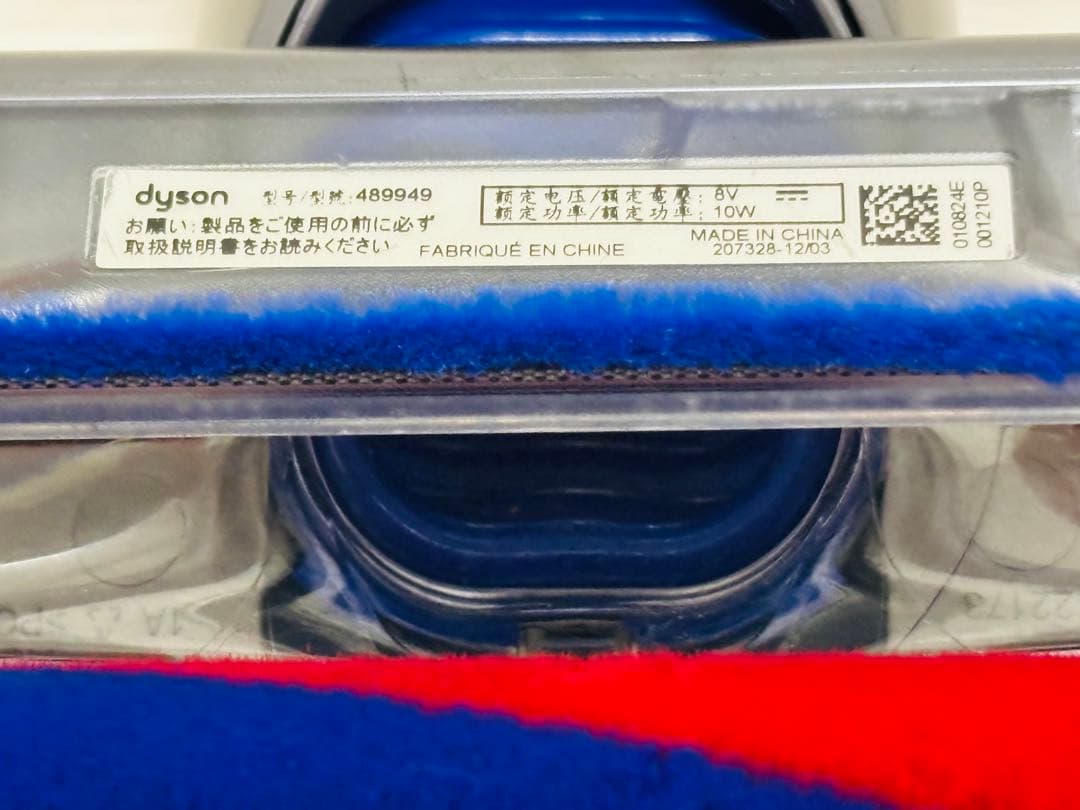 dyson 型号/型號:489949
お願い:製品をご使用の前に必ず
取扱説明書をお読みください
FABRIQUÉ EN CHINE
额定电压/額定電壓: 8V
额定功率/額定功率: 10W
MADE IN CHINA
207328-12/03
010824E
001210P